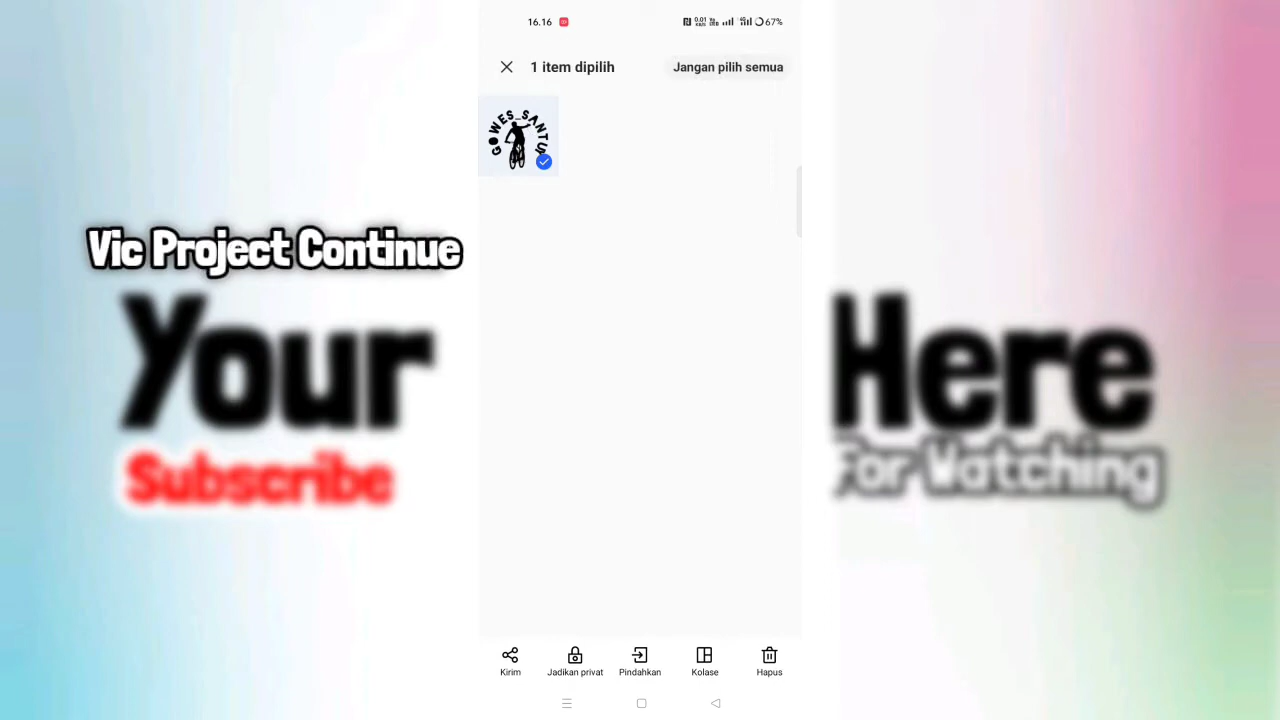 16.16
67%
1 item dipilih
Jangan pilih semua
GOWES_SANTUY
Vic Project Continue
Your
Here
Subscribe
For Watching
Kirim
Jadikan privat
Pindahkan
Kolase
Hapus